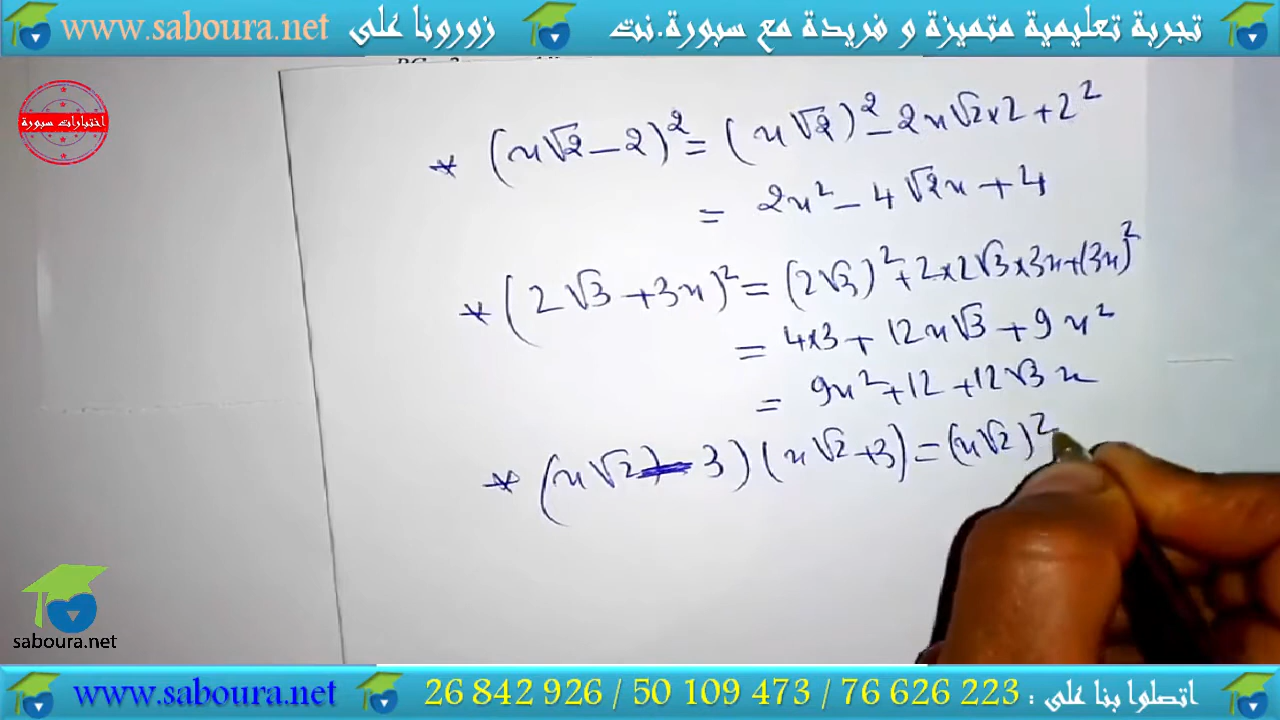 تجربة تعليمية متميزة و فريدة مع سبورة.نت زورونا على www.saboura.net
اختبارات سبورة
* (x√2 - 2)² = (x√2)² - 2x√2×2 + 2²
= 2x² - 4√2x + 4
* (2√3 + 3x)² = (2√3)² + 2×2√3×3x + (3x)²
= 4×3 + 12x√3 + 9x²
= 9x² + 12 + 12√3 x
* (x√2 - 3)(x√2 + 3) = (x√2)²
saboura.net
اتصلوا بنا على : 26 842 926 / 50 109 473 / 76 626 223 www.saboura.net